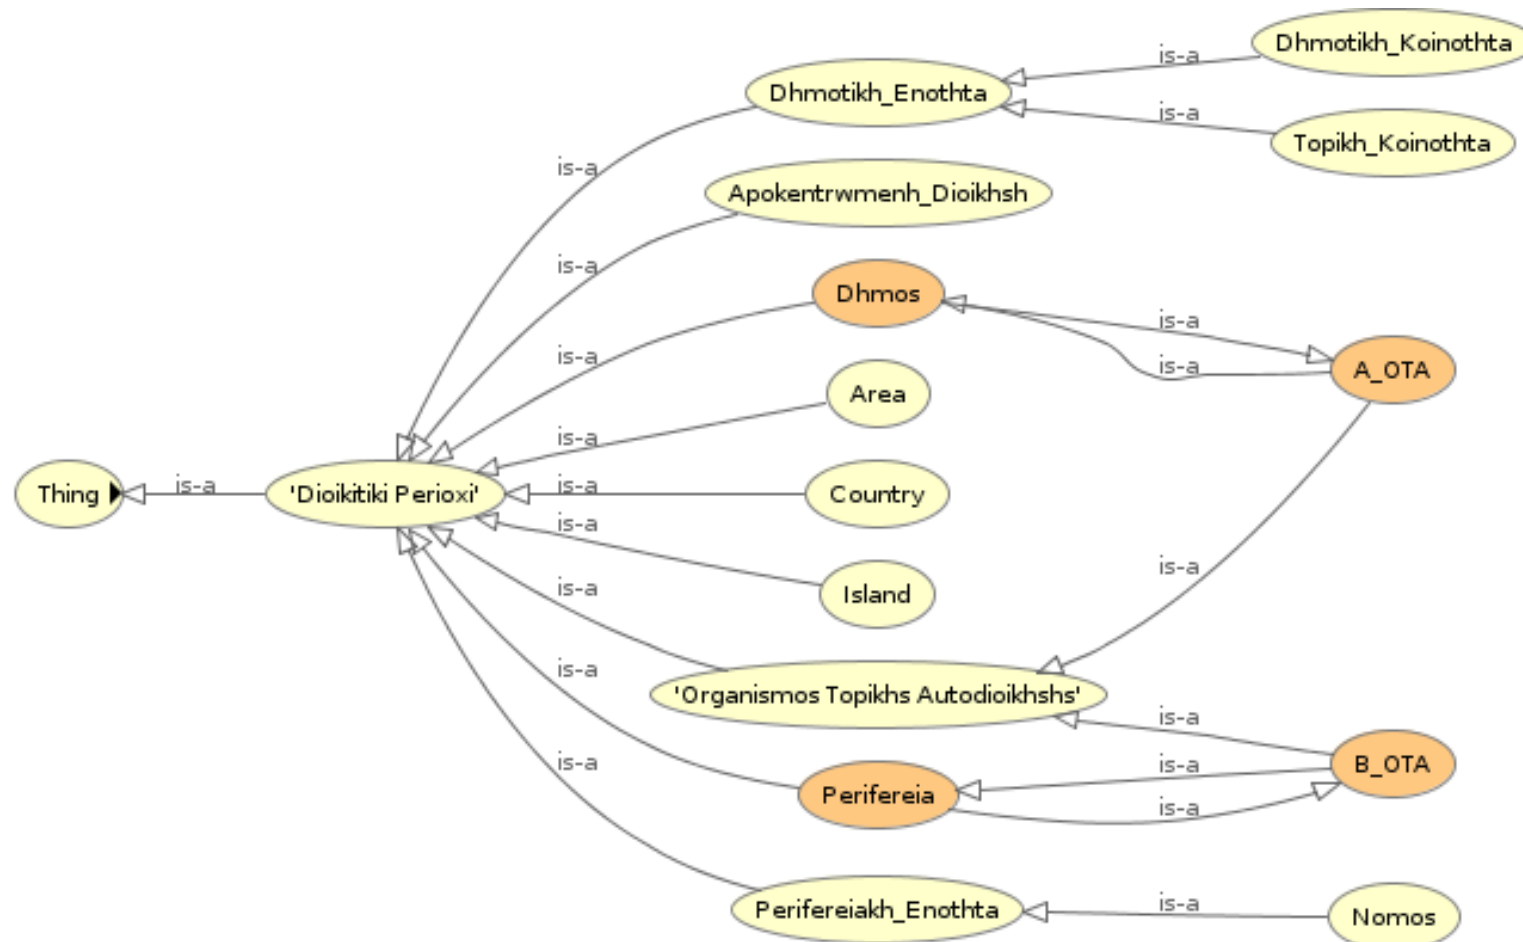 Dhmotikh_Koinothta
is-a
Dhmotikh_Enothta
is-a
Topikh_Koinothta
is-a
Apokentrwmenh_Dioikhsh
is-a
Dhmos
is-a
is-a
is-a
A_OTA
Area
is-a
Thing
is-a
'Dioikitiki Perioxi'
is-a
Country
is-a
Island
is-a
is-a
'Organismos Topikhs Autodioikhshs'
is-a
is-a
is-a
B_OTA
Perifereia
is-a
is-a
Perifereiakh_Enothta
is-a
Nomos